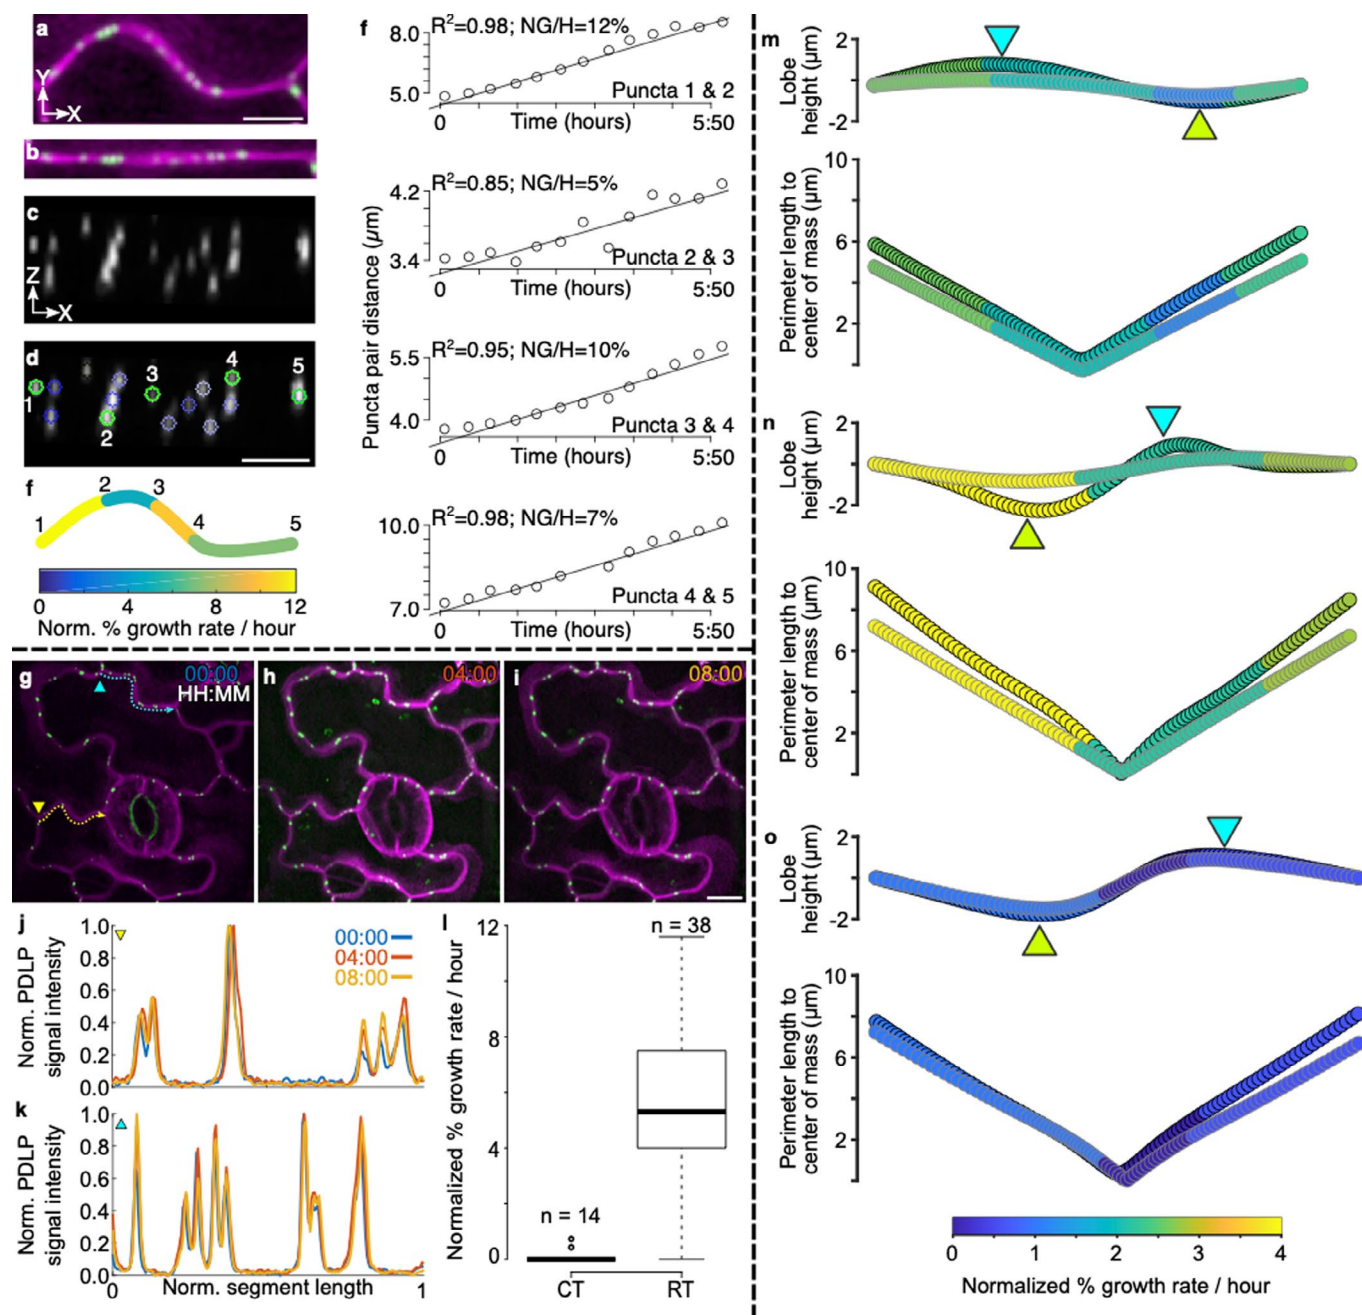 a
Y
X
b
c
Z
X
d
1
2
3
4
5
f
1
2
3
4
5
0
4
8
12
Norm. % growth rate / hour
f
Puncta pair distance (µm)
R²=0.98; NG/H=12%
8.0
5.0
Puncta 1 & 2
0
Time (hours)
5:50
R²=0.85; NG/H=5%
4.2
3.4
Puncta 2 & 3
0
Time (hours)
5:50
R²=0.95; NG/H=10%
5.5
4.0
Puncta 3 & 4
0
Time (hours)
5:50
R²=0.98; NG/H=7%
10.0
7.0
Puncta 4 & 5
0
Time (hours)
5:50
g
00:00
HH:MM
h
04:00
i
08:00
j
Norm. PDLP
signal intensity
1.0
0.8
0.6
0.4
0.2
0.0
00:00
04:00
08:00
k
Norm. PDLP
signal intensity
1.0
0.8
0.6
0.4
0.2
0.0
0
Norm. segment length
1
l
Normalized % growth rate / hour
12
8
4
0
n = 38
n = 14
CT
RT
m
Lobe
height (µm)
2
-2
Perimeter length to
center of mass (µm)
10
6
2
n
Lobe
height (µm)
2
-2
Perimeter length to
center of mass (µm)
10
6
2
o
Lobe
height (µm)
2
-2
Perimeter length to
center of mass (µm)
10
6
2
0
1
2
3
4
Normalized % growth rate / hour